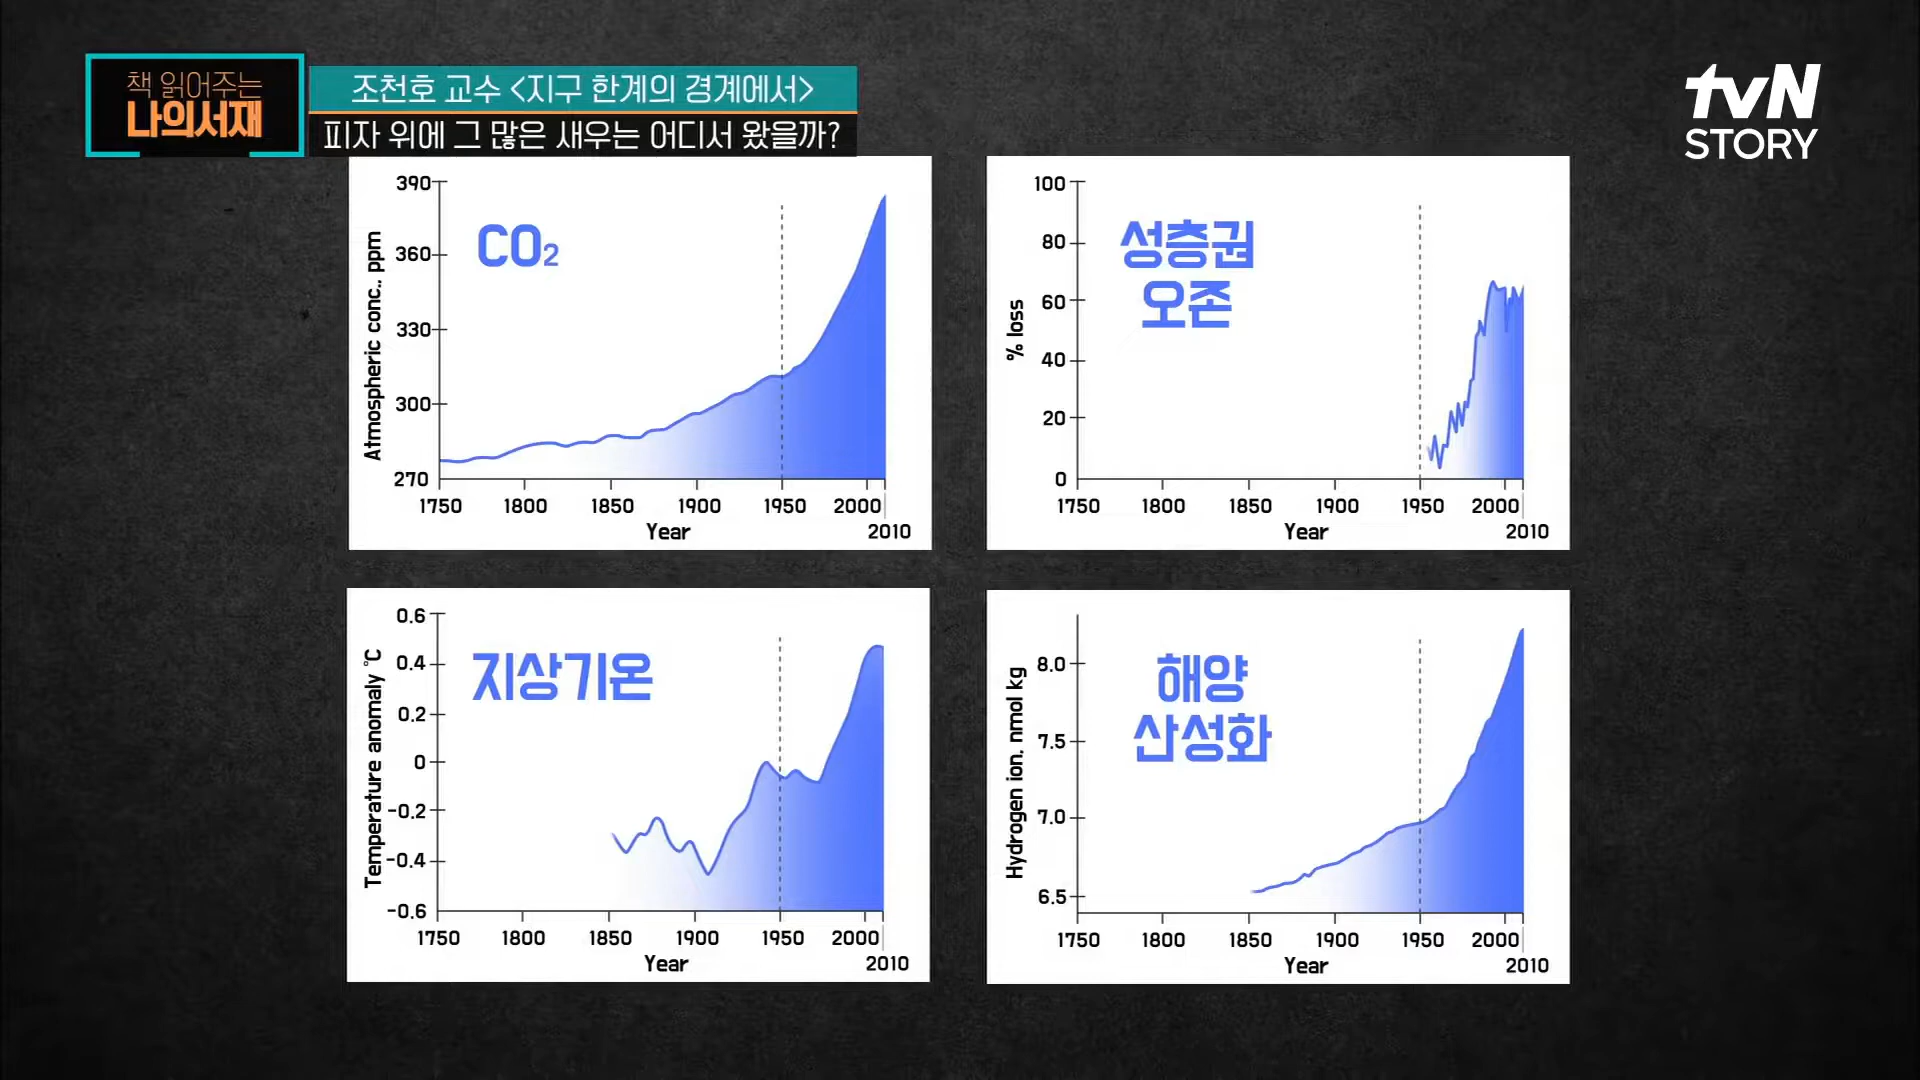 책 읽어주는
나의서재
조천호 교수 <지구 한계의 경계에서>
피자 위에 그 많은 새우는 어디서 왔을까?
tvN
STORY
CO₂
Atmospheric conc., ppm
390
360
330
300
270
1750 1800 1850 1900 1950 2000
2010
Year
성층권
오존
% loss
100
80
60
40
20
0
1750 1800 1850 1900 1950 2000
2010
Year
지상기온
Temperature anomaly °C
0.6
0.4
0.2
0
-0.2
-0.4
-0.6
1750 1800 1850 1900 1950 2000
2010
Year
해양
산성화
Hydrogen ion. nmol kg
8.0
7.5
7.0
6.5
1750 1800 1850 1900 1950 2000
2010
Year